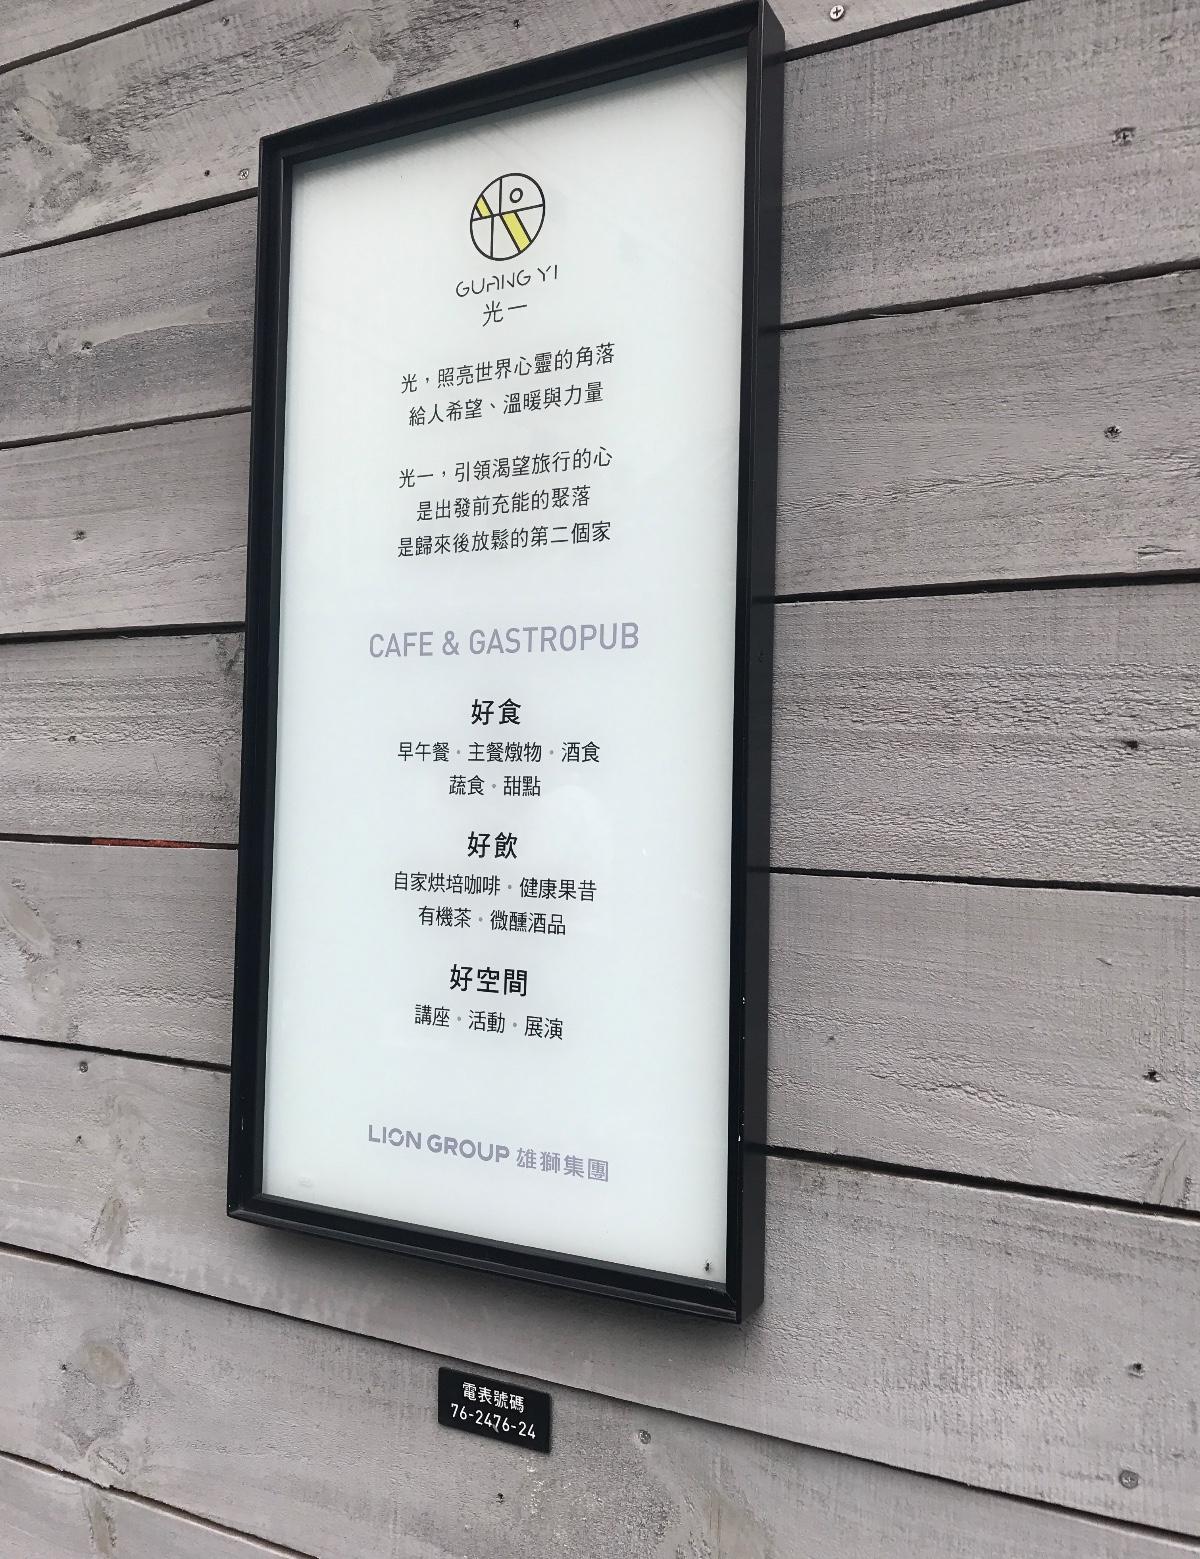 GUANG YI
光一
光，照亮世界心靈的角落
給人希望、溫暖與力量
光一，引領渴望旅行的心
是出發前充能的聚落
是歸來後放鬆的第二個家
CAFE & GASTROPUB
好食
早午餐・主餐燉物・酒食
蔬食・甜點
好飲
自家烘培咖啡・健康果昔
有機茶・微醺酒品
好空間
講座・活動・展演
LION GROUP 雄獅集團
電表號碼
76-2476-24